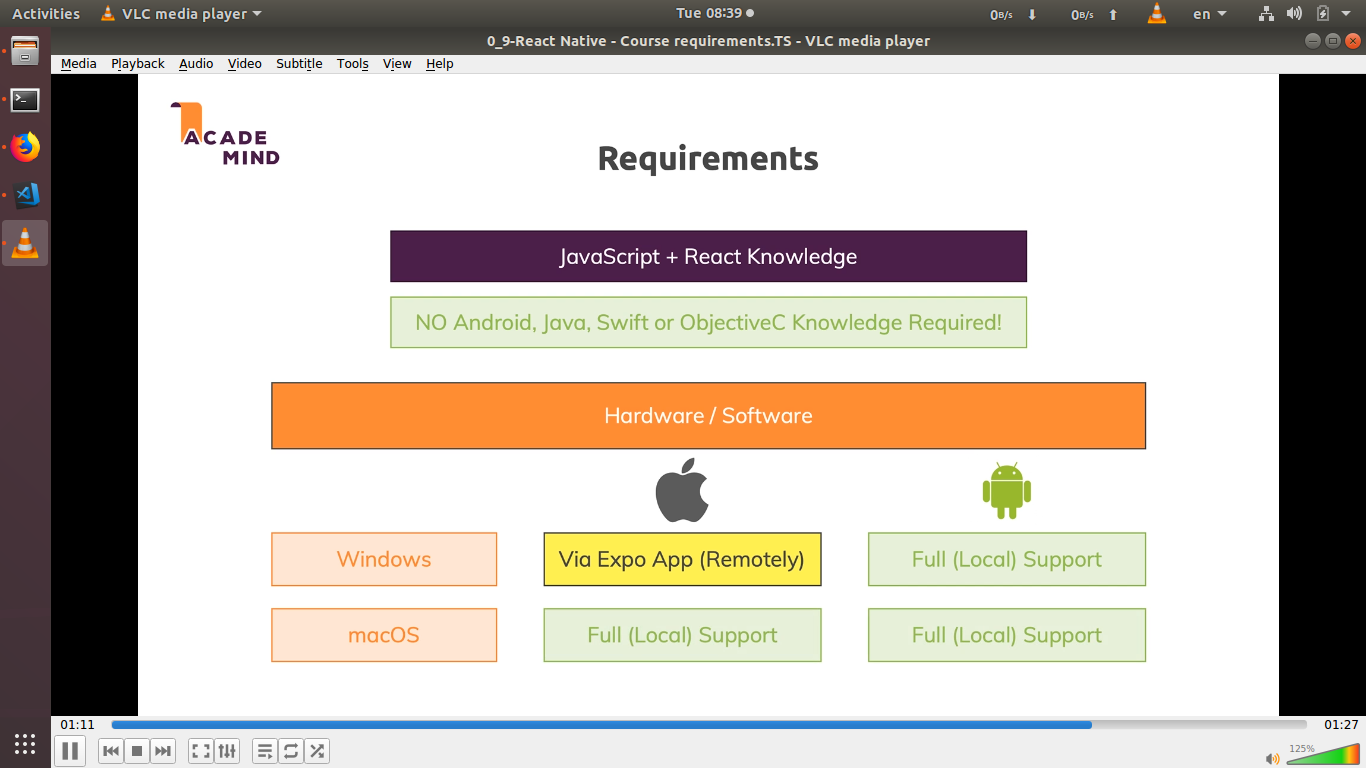 Activities VLC media player Tue 08:39 0B/s 0B/s en
0_9-React Native - Course requirements.TS - VLC media player
Media Playback Audio Video Subtitle Tools View Help
ACADE
MIND
Requirements
JavaScript + React Knowledge
NO Android, Java, Swift or ObjectiveC Knowledge Required!
Hardware / Software
Windows Via Expo App (Remotely) Full (Local) Support
macOS Full (Local) Support Full (Local) Support
01:11 01:27
125%